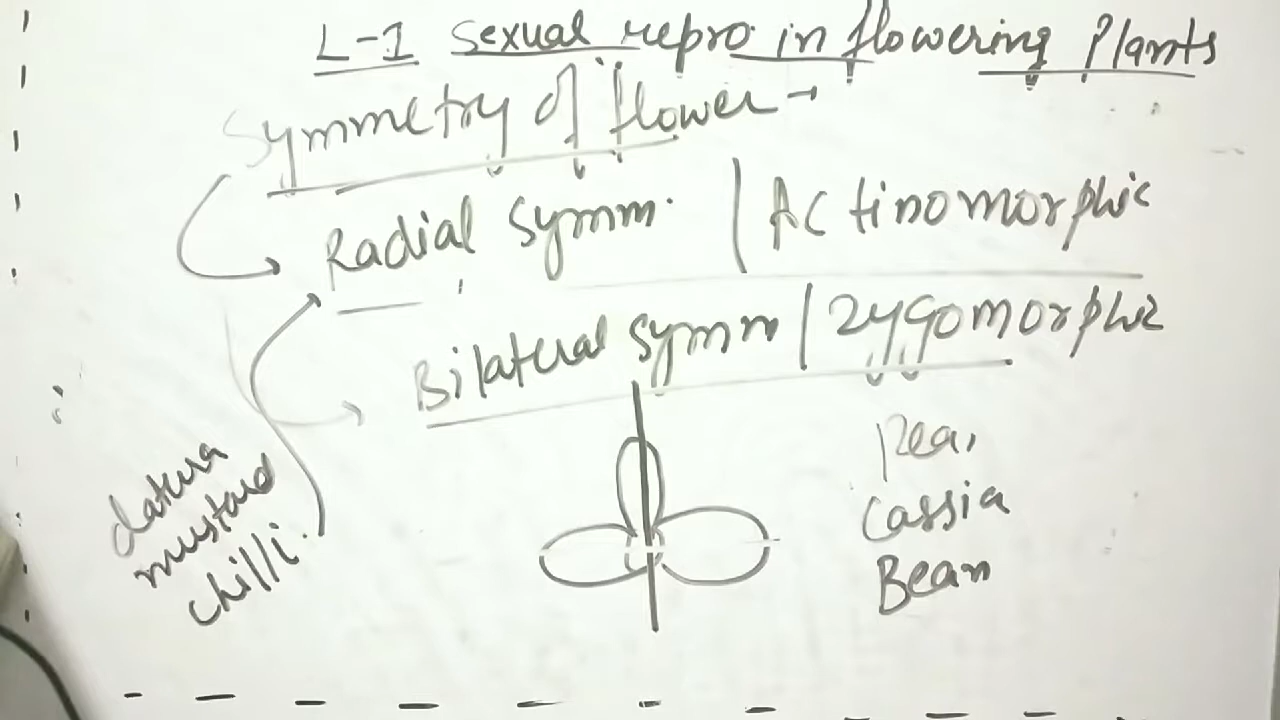 L-1 Sexual repro in flowering Plants
Symmetry of flower →
Radial symm. | Actinomorphic
Bilateral symm | Zygomorphic
Pea,
Cassia
Bean
datura
mustard
chilli.